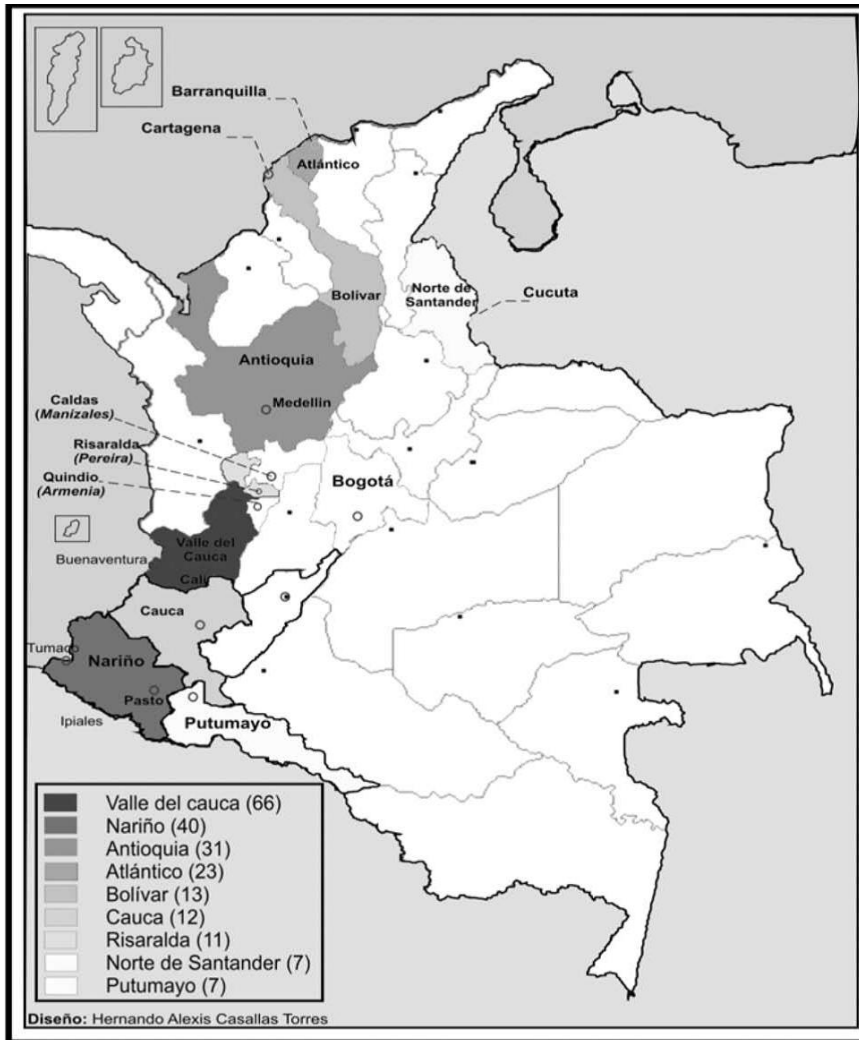 Barranquilla
Cartagena
Atlántico
Bolívar
Norte de
Santander
Cucuta
Antioquia
Medellin
Caldas
(Manizales)
Risaralda
(Pereira)
Quindio
(Armenia)
Bogotá
Valle del
Cauca
Buenaventura
Cali
Cauca
Tumaco
Nariño
Pasto
Ipiales
Putumayo
Valle del cauca (66)
Nariño (40)
Antioquia (31)
Atlántico (23)
Bolívar (13)
Cauca (12)
Risaralda (11)
Norte de Santander (7)
Putumayo (7)
Diseño: Hernando Alexis Casallas Torres